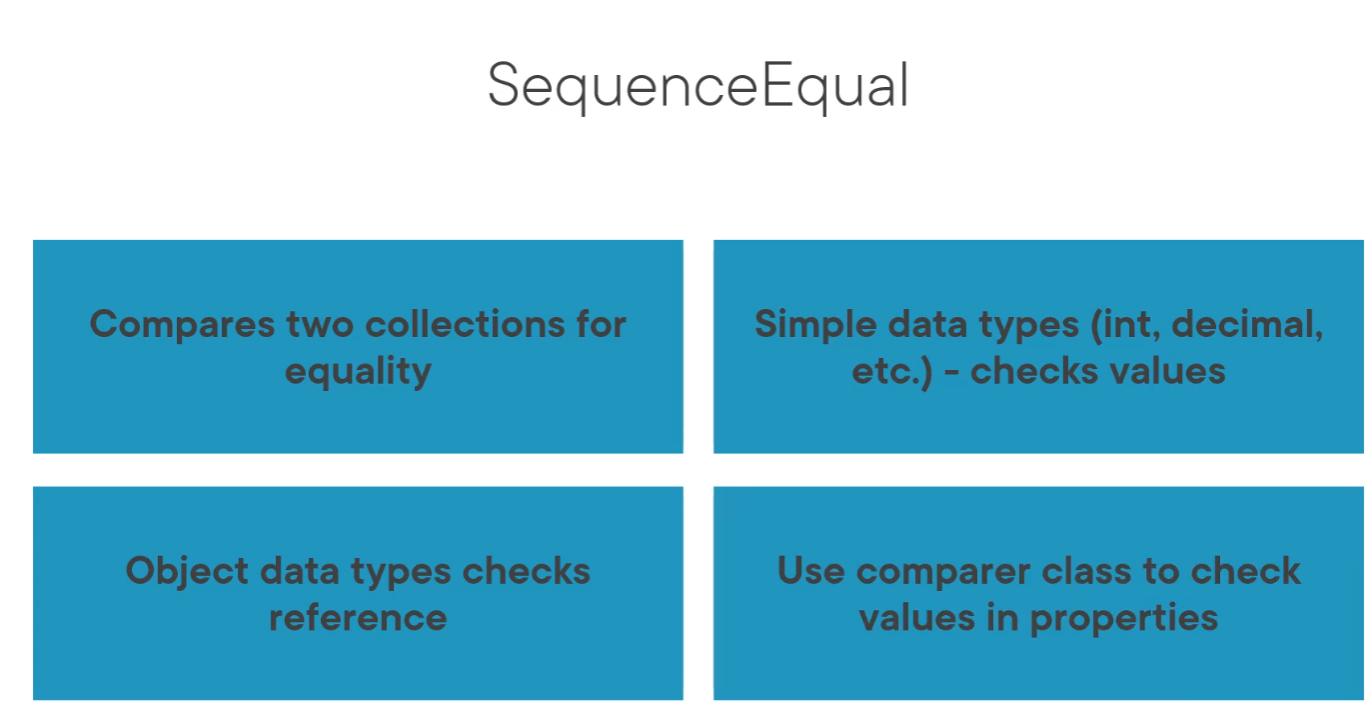 SequenceEqual
Compares two collections for
equality
Simple data types (int, decimal,
etc.) - checks values
Object data types checks
reference
Use comparer class to check
values in properties